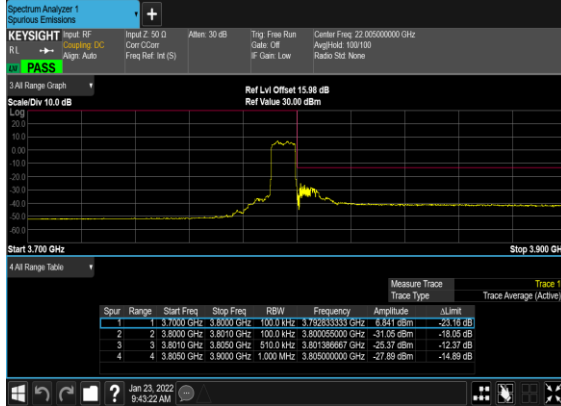 Spectrum Analyzer 1
Spurious Emissions
+
KEYSIGHT Input: RF Input Z: 50 Ω Atten: 30 dB Trig: Free Run Center Freq: 22.005000000 GHz
RL Coupling: DC Corr CCorr Gate: Off Avg|Hold: 100/100
Align: Auto Freq Ref: Int (S) IF Gain: Low Radio Std: None
PASS
3 All Range Graph
Ref Lvl Offset 15.98 dB
Scale/Div 10.0 dB Ref Value 30.00 dBm
Log
20.0
10.0
0.00
-10.0
-20.0
-30.0
-40.0
-50.0
-60.0
Start 3.700 GHz Stop 3.900 GH
4 All Range Table
Measure Trace Trace 1
Trace Type Trace Average (Active)
Spur Range Start Freq Stop Freq RBW Frequency Amplitude ΔLimit
1 1 3.7000 GHz 3.8000 GHz 100.0 kHz 3.792833333 GHz 6.841 dBm -23.16 dB
2 2 3.8000 GHz 3.8010 GHz 100.0 kHz 3.800055000 GHz -31.05 dBm -18.05 dB
3 3 3.8010 GHz 3.8050 GHz 510.0 kHz 3.801386667 GHz -25.37 dBm -12.37 dB
4 4 3.8050 GHz 3.9000 GHz 1.000 MHz 3.805000000 GHz -27.89 dBm -14.89 dB
? Jan 23, 2022
9:43:22 AM